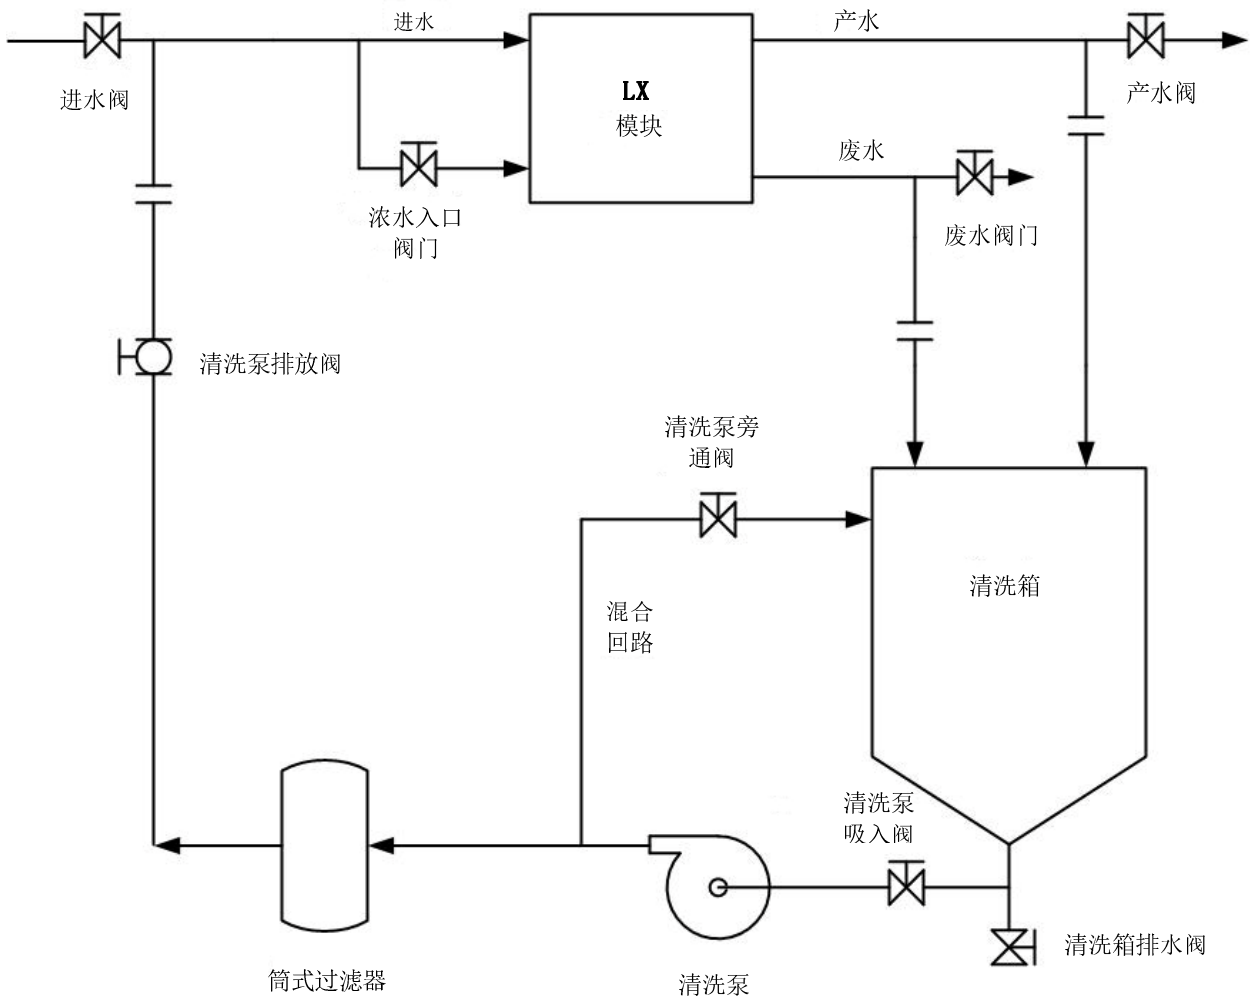 进水
产水
进水阀
LX
模块
产水阀
废水
浓水入口
阀门
废水阀门
清洗泵排放阀
清洗泵旁
通阀
清洗箱
混合
回路
清洗泵
吸入阀
清洗箱排水阀
筒式过滤器
清洗泵